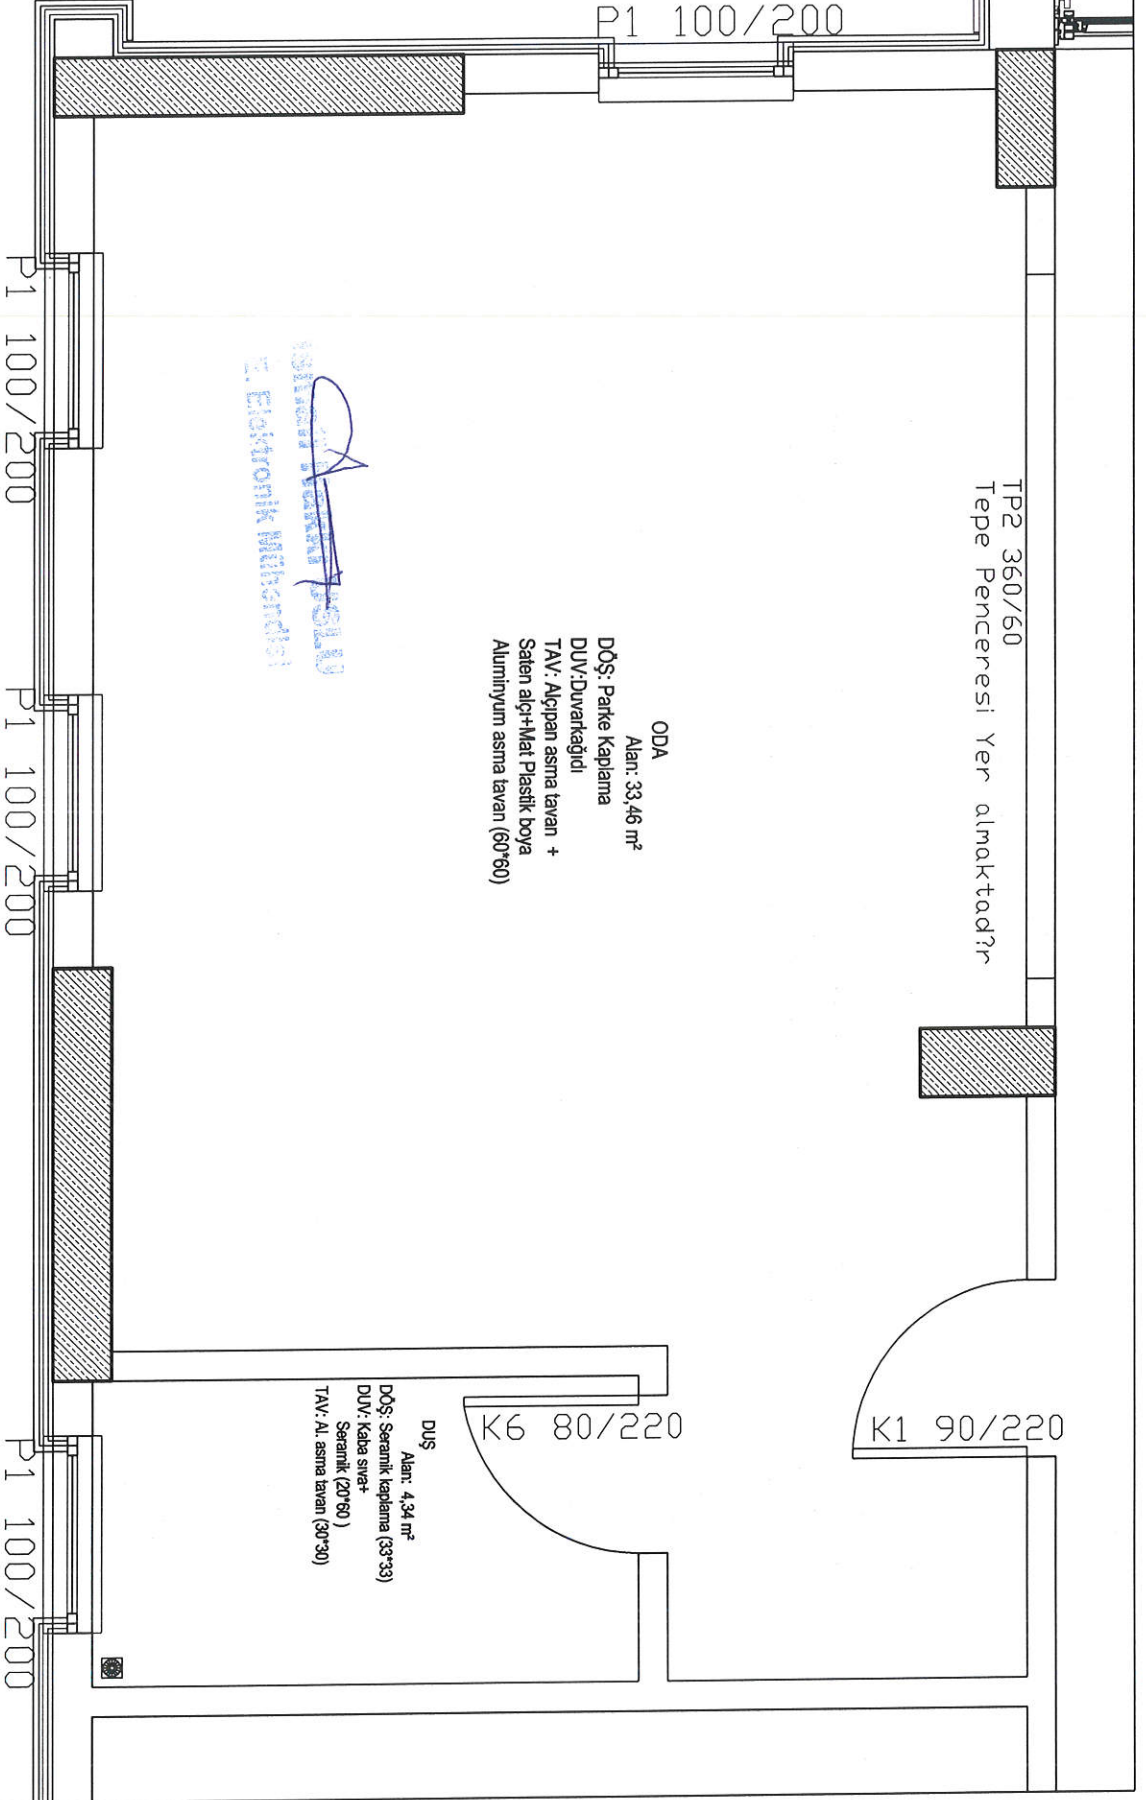 P1 100/200
TP2 360/60
Tepe Penceresi Yer almaktad?r
ODA
Alan: 33,46 m²
DÖŞ: Parke Kaplama
DUV:Duvarkağıdı
TAV: Alçıpan asma tavan +
Saten alçı+Mat Plastik boya
Aluminyum asma tavan (60*60)
USLU
Elektronik Mühendisi
P1 100/200
P1 100/200
K1 90/220
K6 80/220
DUŞ
Alan: 4,34 m²
DÖŞ: Seramik kaplama (33*33)
DUV: Kaba sıva+
Seramik (20*60 )
TAV: Al. asma tavan (30*30)
P1 100/200